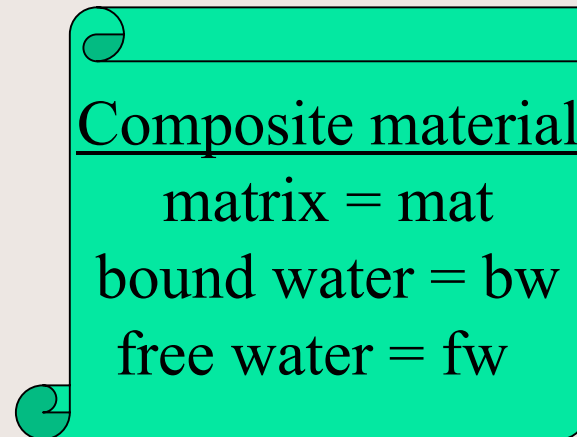 Composite material
matrix = mat
bound water = bw
free water = fw